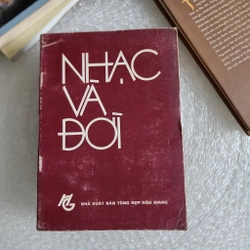 NHẠC
VÀ
ĐỜI
NHÀ XUẤT BẢN TỔNG HỢP HẬU GIANG